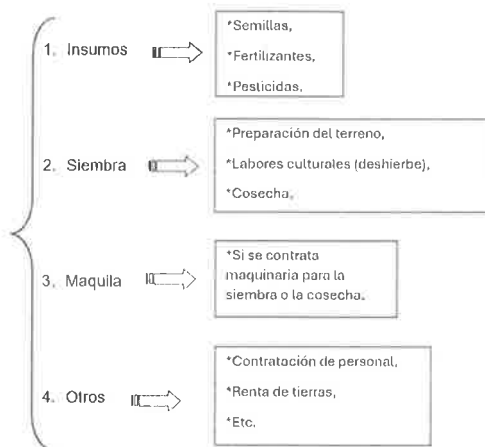 1. Insumos
*Semillas,
*Fertilizantes,
*Pesticidas,
2. Siembra
*Preparación del terreno,
*Labores culturales (deshierbe),
*Cosecha,
3. Maquila
*Si se contrata
maquinaria para la
siembra o la cosecha.
4. Otros
*Contratación de personal,
*Renta de tierras,
*Etc.